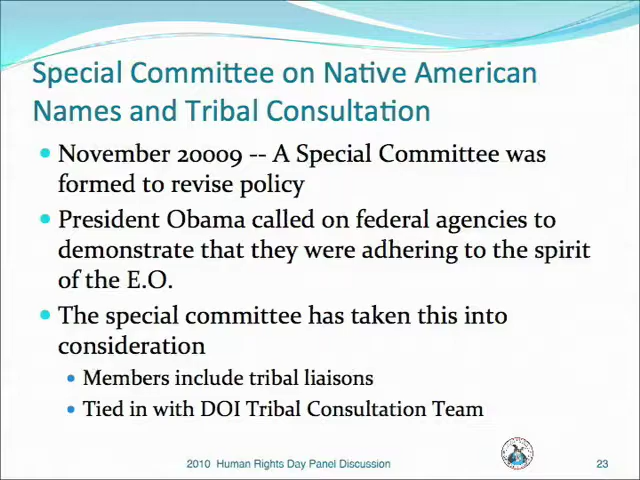 Special Committee on Native American
Names and Tribal Consultation
November 20009 -- A Special Committee was
formed to revise policy
President Obama called on federal agencies to
demonstrate that they were adhering to the spirit
of the E.O.
The special committee has taken this into
consideration
Members include tribal liaisons
Tied in with DOI Tribal Consultation Team
2010 Human Rights Day Panel Discussion
23